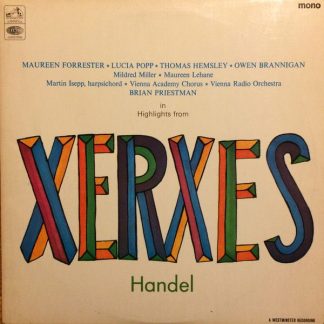 mono
MAUREEN FORRESTER • LUCIA POPP • THOMAS HEMSLEY • OWEN BRANNIGAN
Mildred Miller • Maureen Lehane
Martin Isepp, harpsichord • Vienna Academy Chorus • Vienna Radio Orchestra
BRIAN PRIESTMAN
in
Highlights from
XERXES
Handel
A WESTMINSTER RECORDING